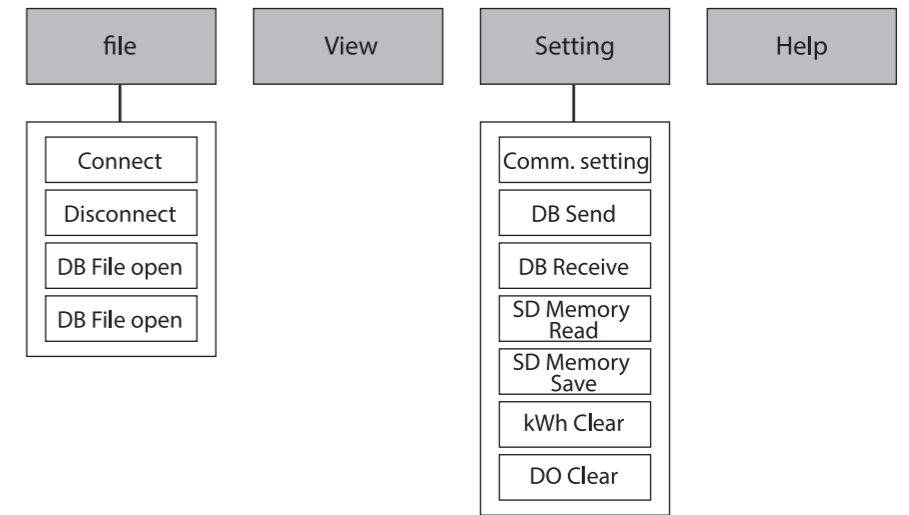 file
View
Setting
Help
Connect
Disconnect
DB File open
DB File open
Comm. setting
DB Send
DB Receive
SD Memory
Read
SD Memory
Save
kWh Clear
DO Clear